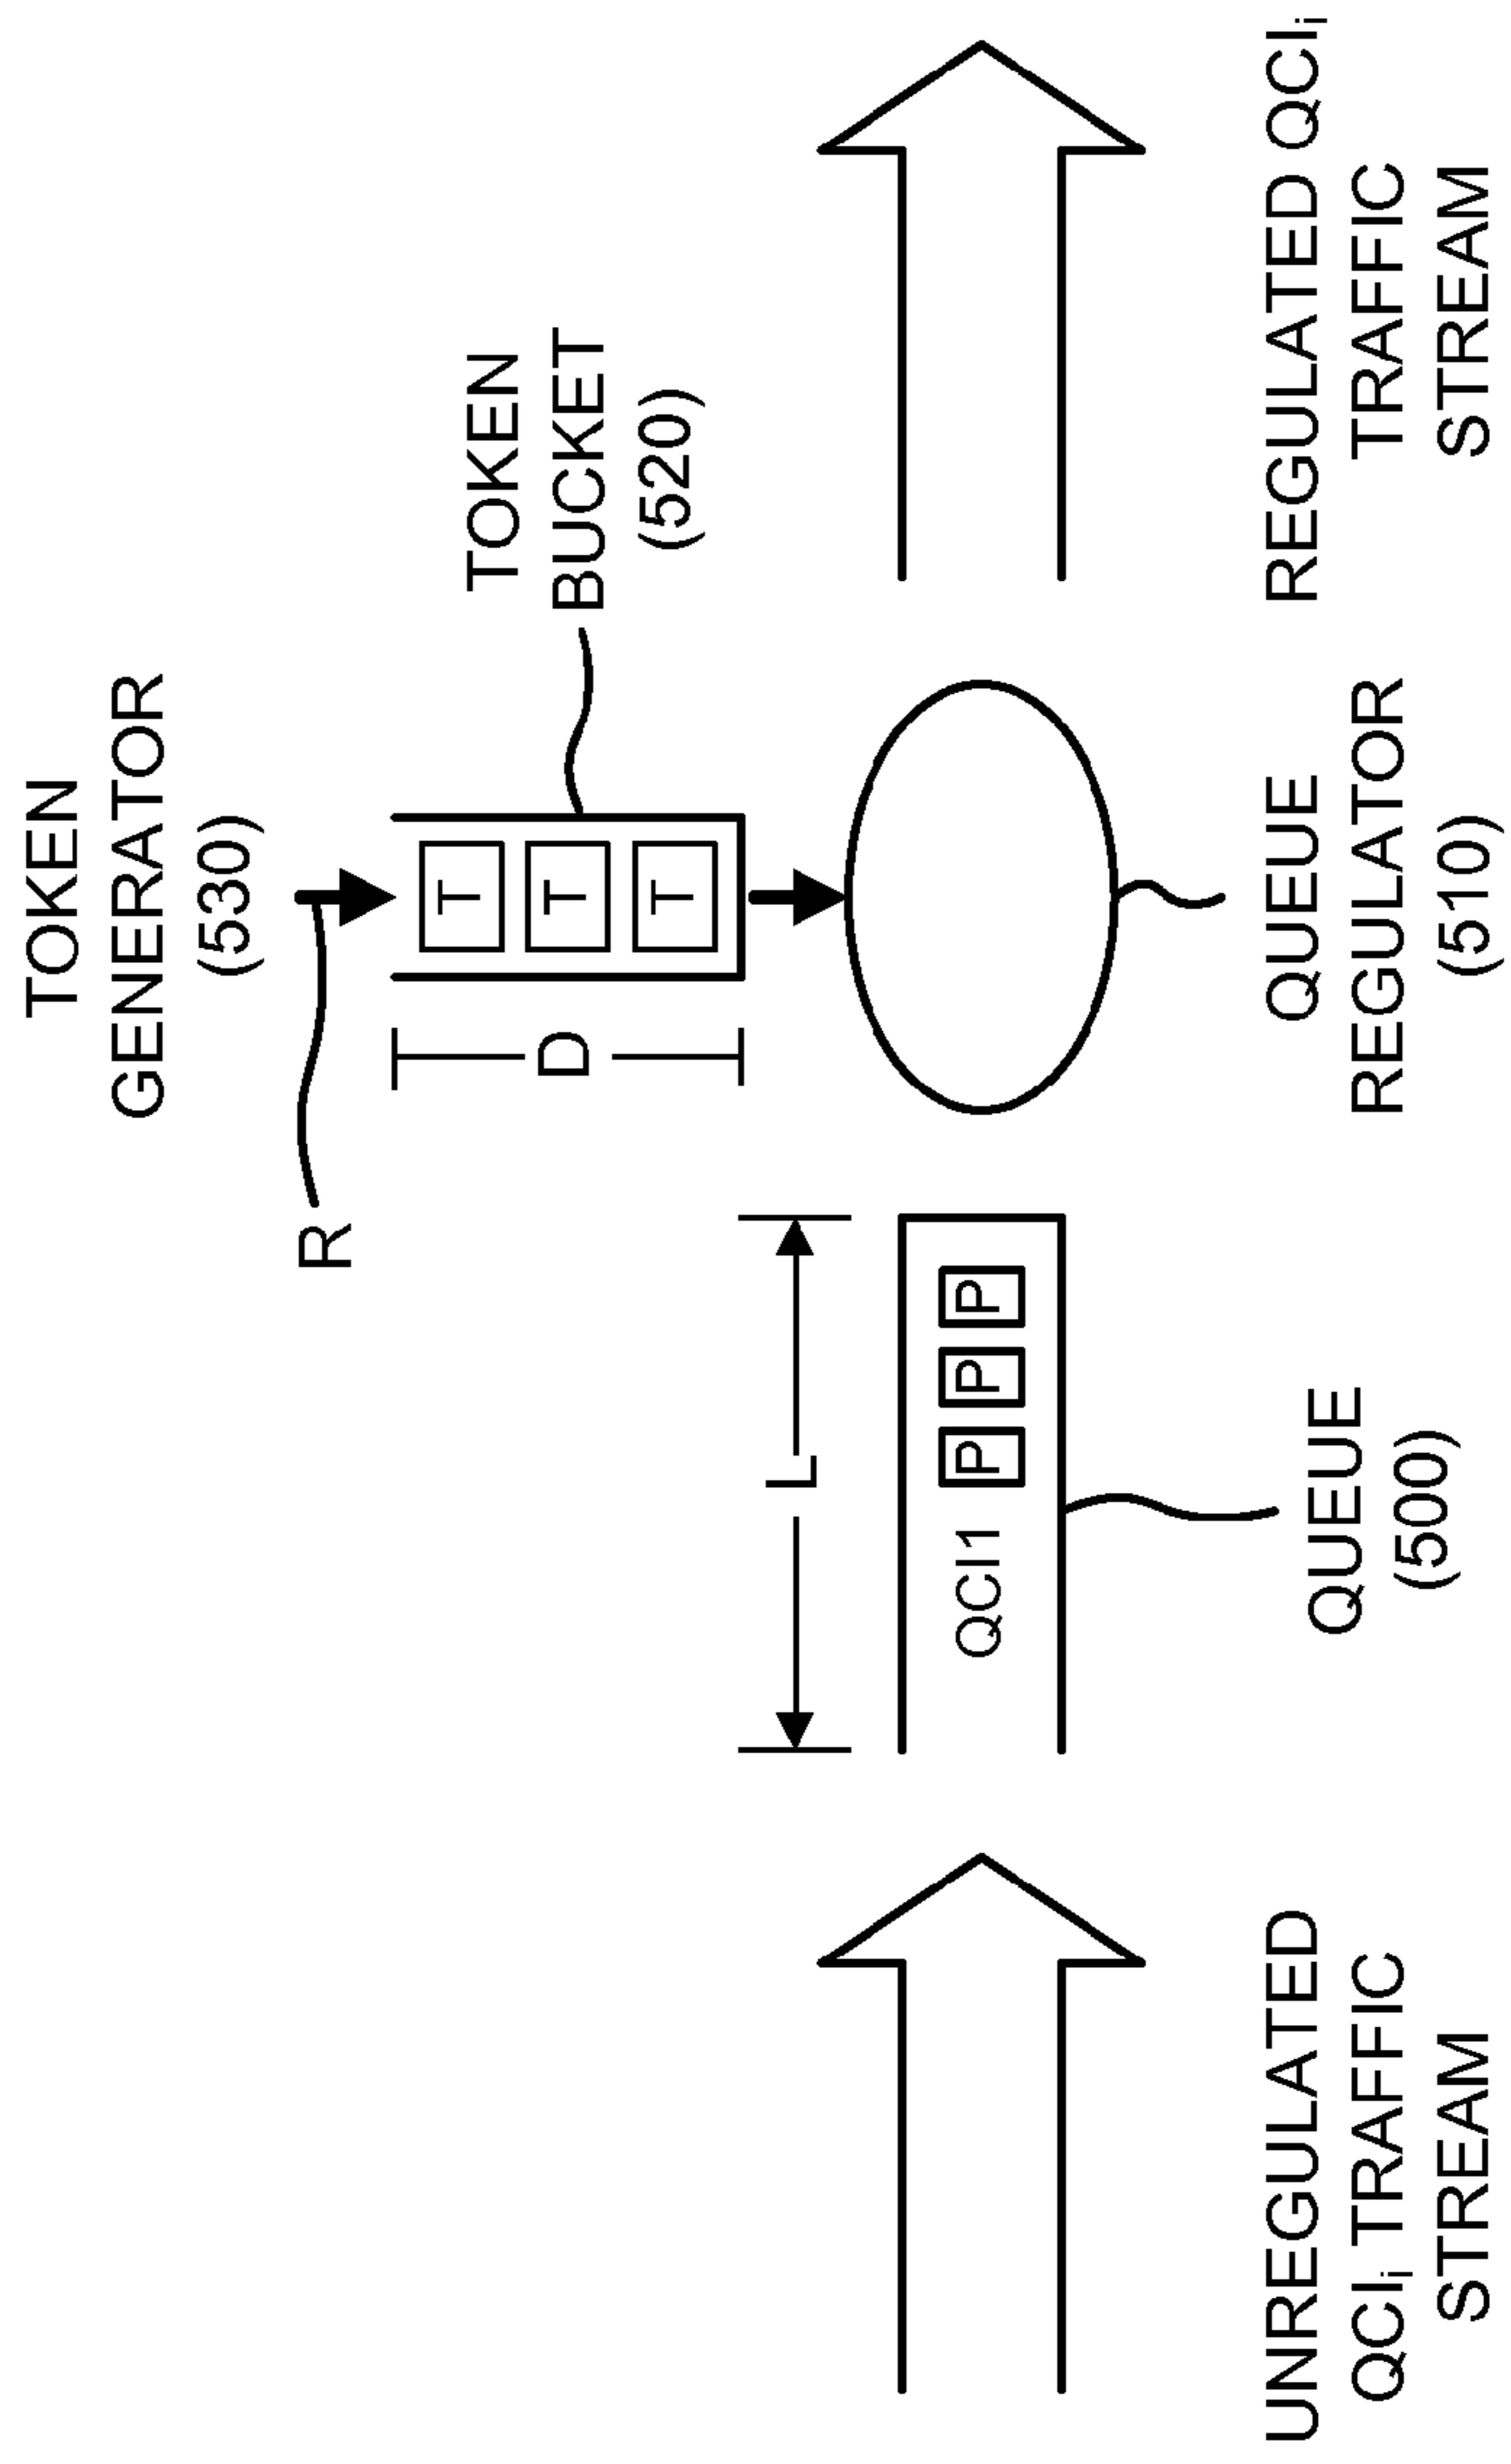 TOKEN
GENERATOR
(530)
R
T
T
T
D
TOKEN
BUCKET
(520)
L
QCI1
P
P
P
UNREGULATED
QCIi TRAFFIC
STREAM
QUEUE
(500)
QUEUE
REGULATOR
(510)
REGULATED QCIi
TRAFFIC
STREAM